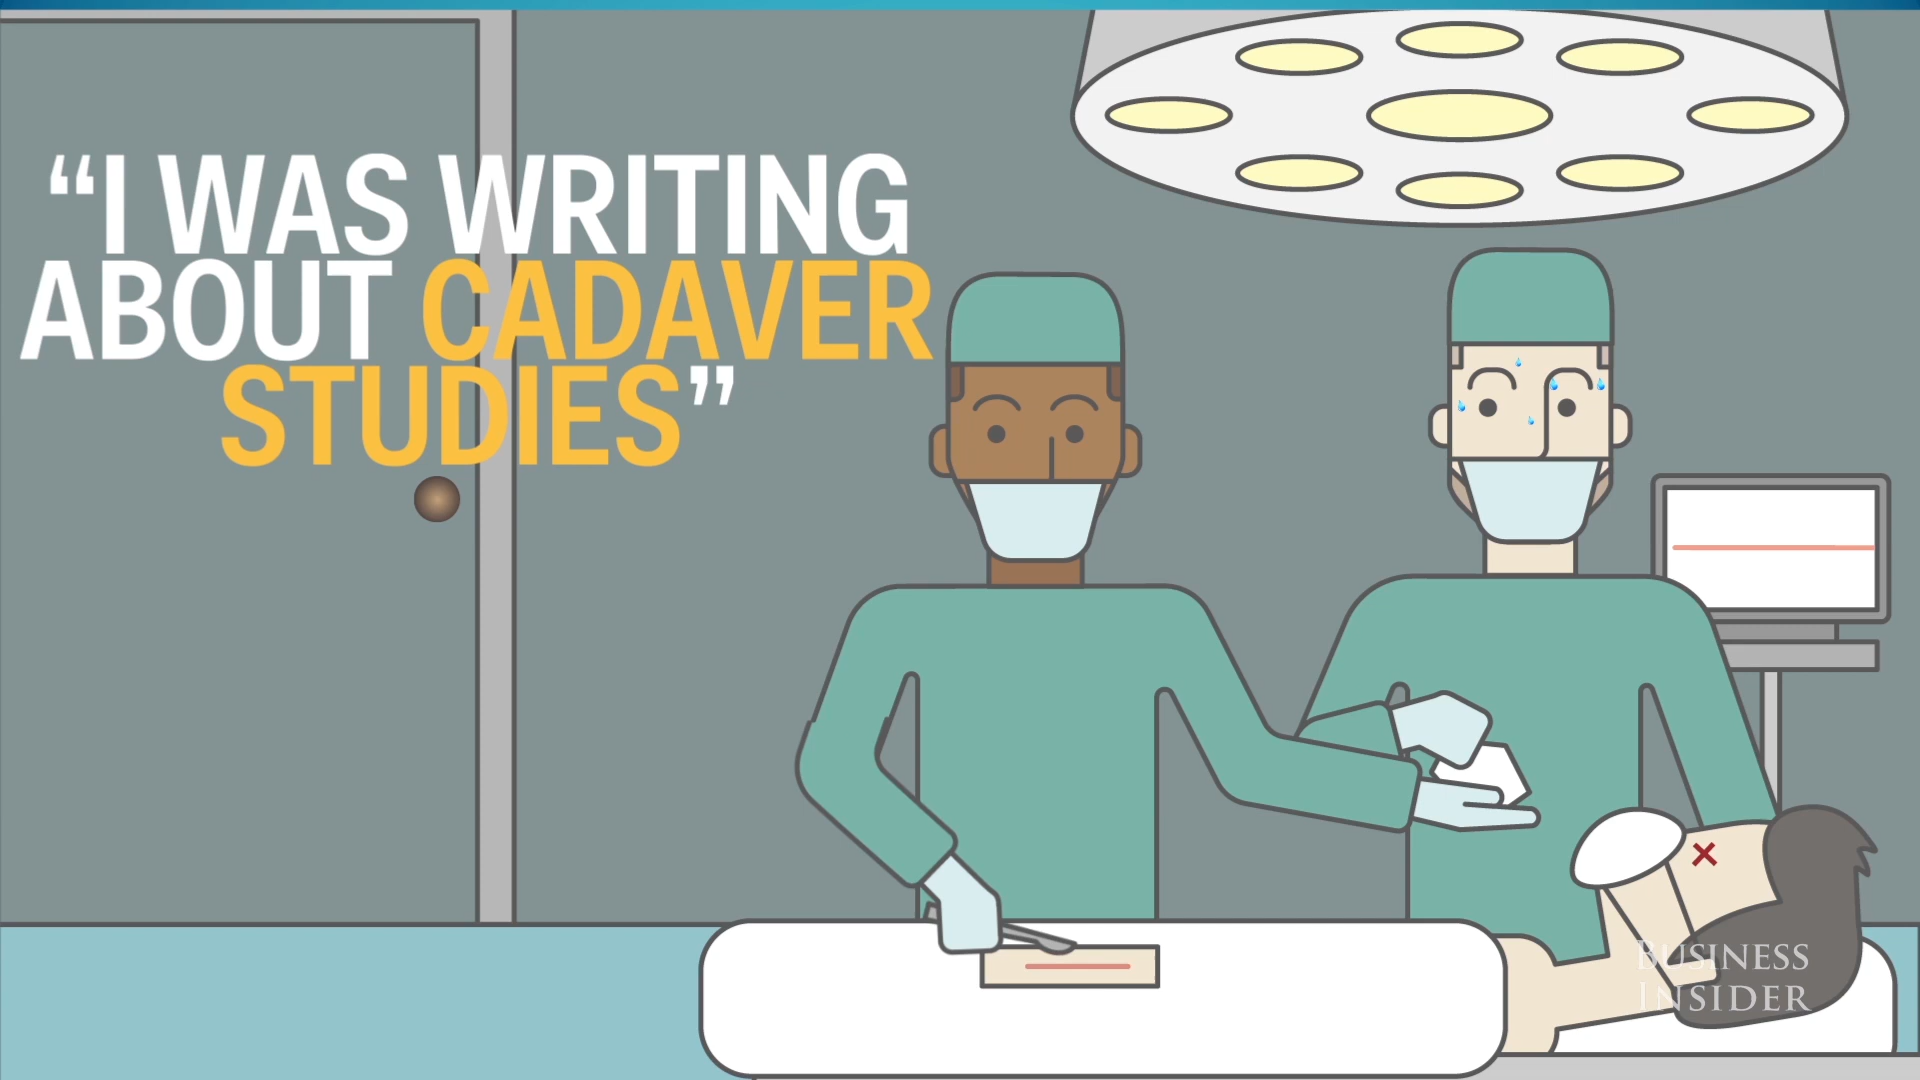 “I WAS WRITING
ABOUT CADAVER
STUDIES”
BUSINESS
INSIDER